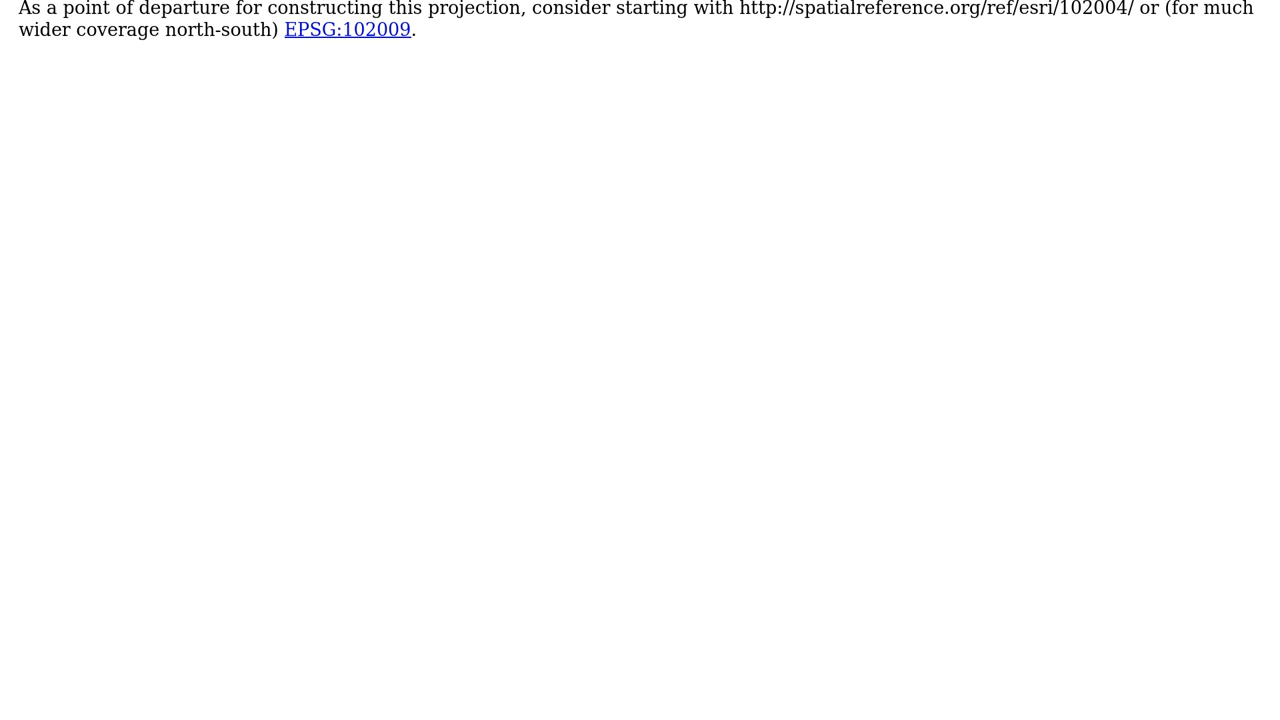 As a point of departure for constructing this projection, consider starting with http://spatialreference.org/ref/esri/102004/ or (for much
wider coverage north-south) EPSG:102009.